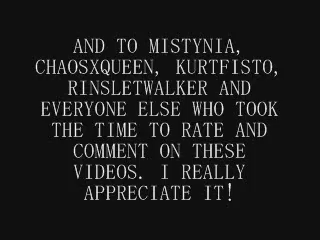 AND TO MISTYNIA,
CHAOSXQUEEN, KURTFISTO,
RINSLETWALKER AND
EVERYONE ELSE WHO TOOK
THE TIME TO RATE AND
COMMENT ON THESE
VIDEOS. I REALLY
APPRECIATE IT!